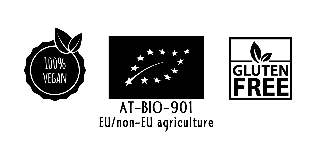 100%
VEGAN
AT-BIO-901
EU/non-EU agriculture
GLUTEN
FREE